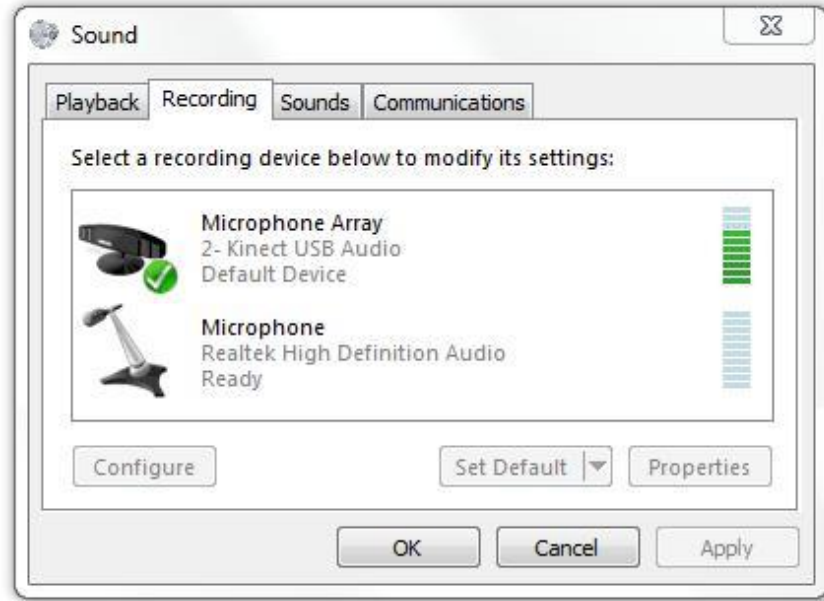 Sound
Playback Recording Sounds Communications
Select a recording device below to modify its settings:
Microphone Array
2- Kinect USB Audio
Default Device
Microphone
Realtek High Definition Audio
Ready
Configure Set Default Properties
OK Cancel Apply